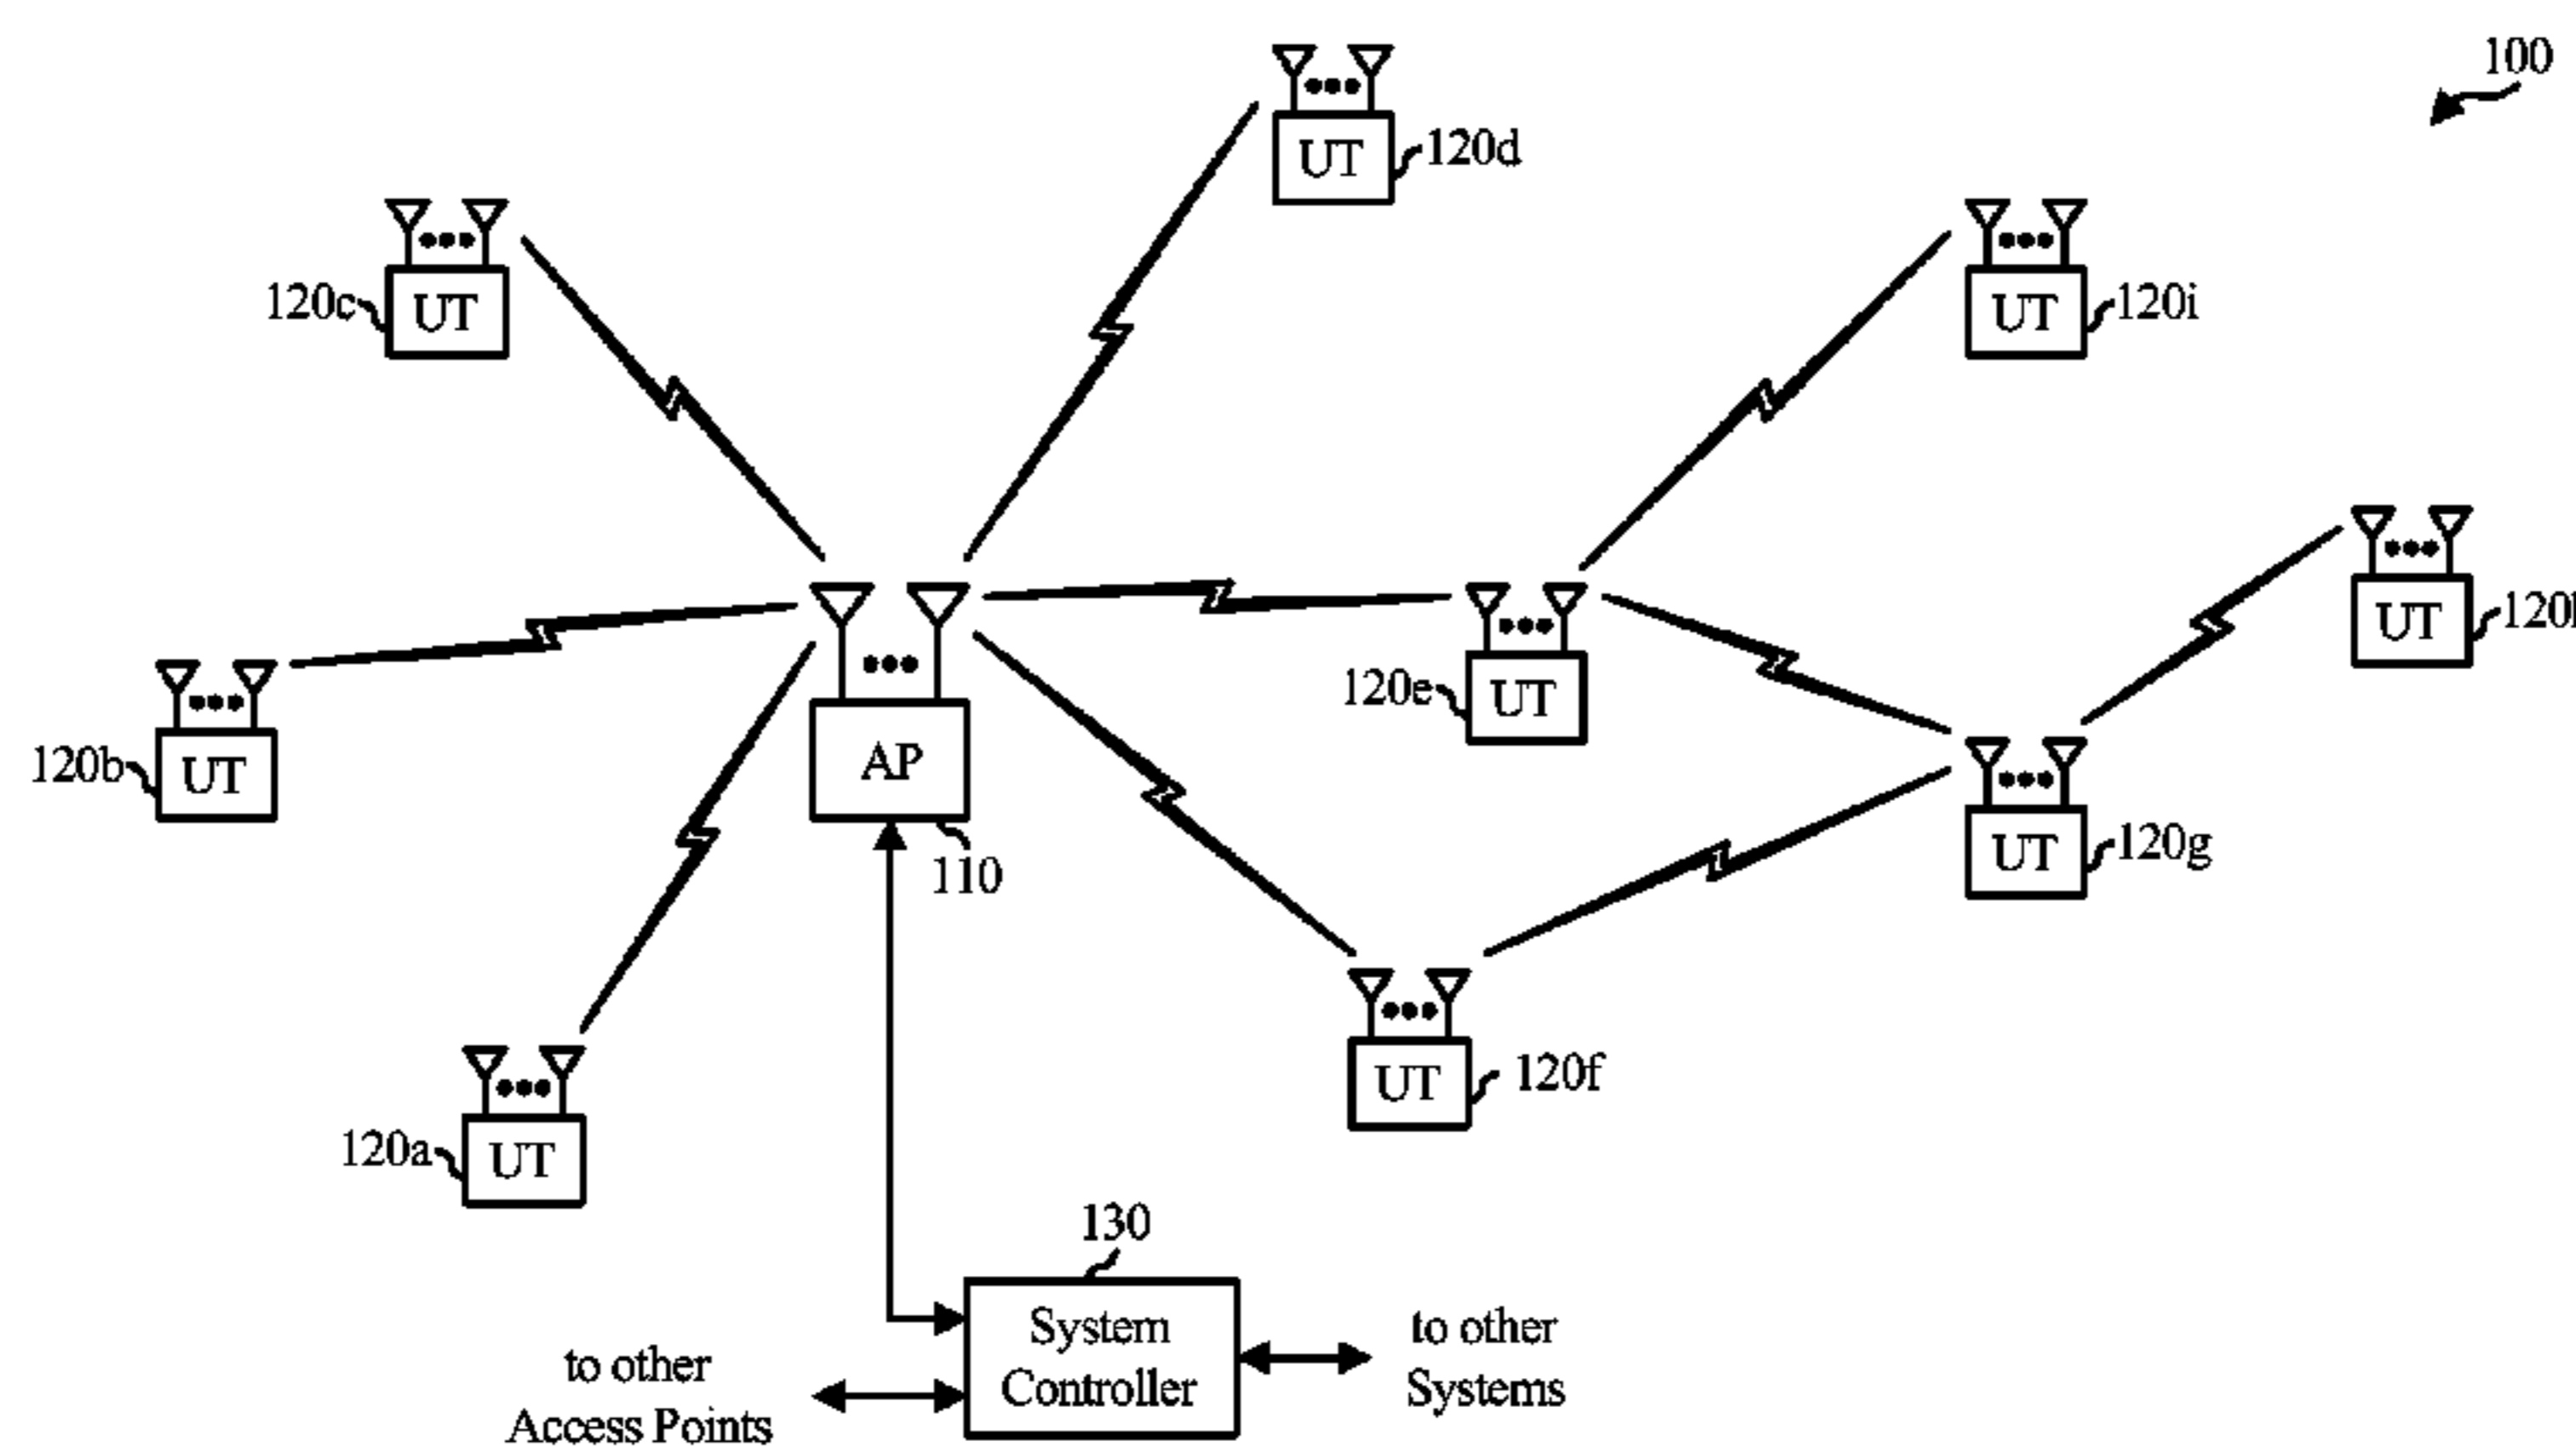 100
UT
120d
120c
UT
UT
120i
UT
120e
UT
120b
UT
AP
110
UT
120g
120a
UT
UT
120f
130
System
Controller
to other
Access Points
to other
Systems